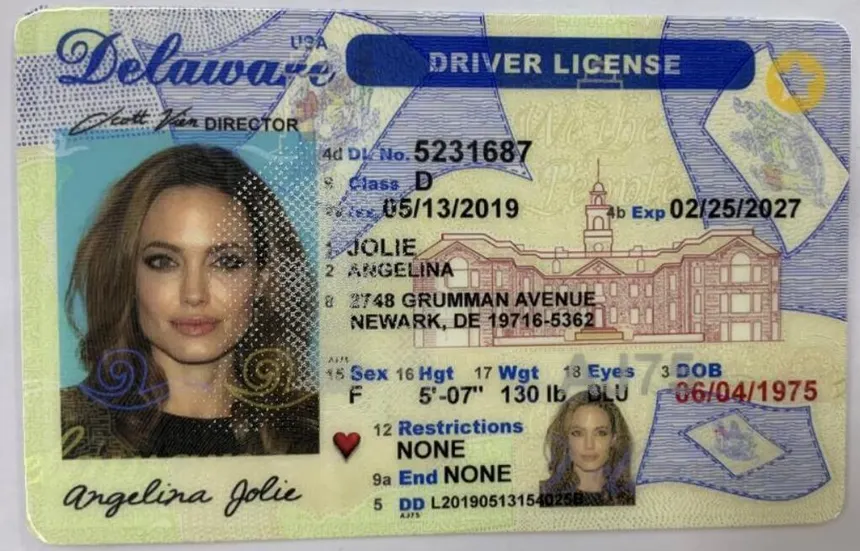 USA
Delaware
DRIVER LICENSE
Scott Vien DIRECTOR
4d DL No. 5231687
9 Class D
Iss 05/13/2019
4b Exp 02/25/2027
1 JOLIE
2 ANGELINA
8 2748 GRUMMAN AVENUE
NEWARK, DE 19716-5362
We the People
AJ75
AJ75
15 Sex 16 Hgt 17 Wgt 18 Eyes 3 DOB
F 5'-07" 130 lb BLU 06/04/1975
12 Restrictions
NONE
9a End NONE
5 DD L20190513154025B
AJ75
Angelina Jolie